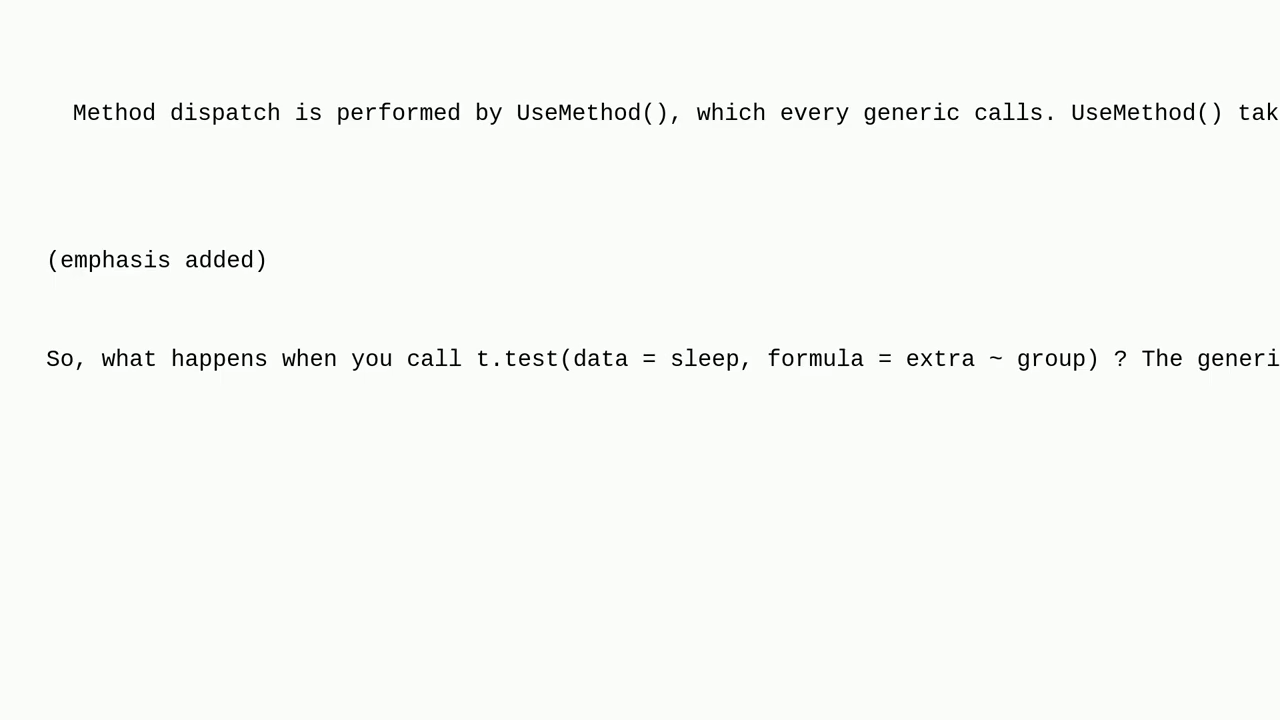 Method dispatch is performed by UseMethod(), which every generic calls. UseMethod() tak
(emphasis added)
So, what happens when you call t.test(data = sleep, formula = extra ~ group) ? The generi